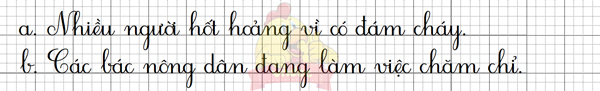 a. Nhiều người hốt hoảng vì có đám cháy.
b. Các bác nông dân đang làm việc chăm chỉ.